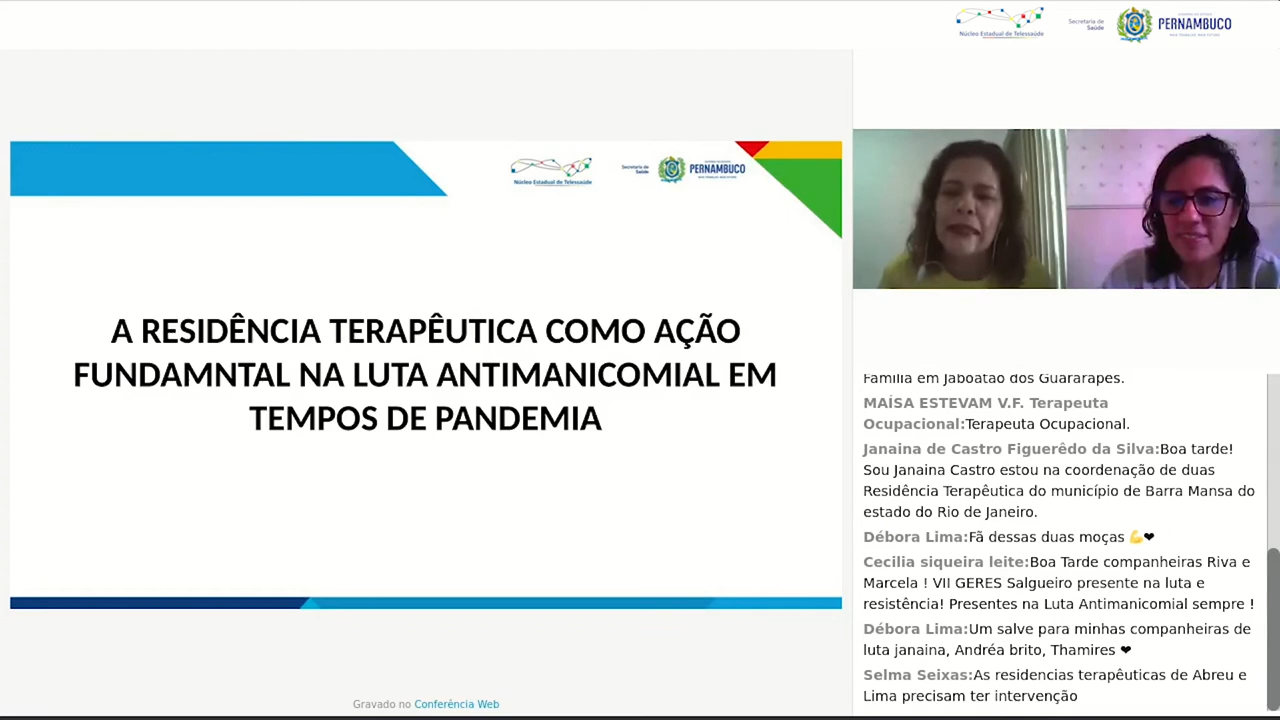 Núcleo Estadual de Telessaúde
Secretaria de
Saúde
PERNAMBUCO
Núcleo Estadual de Telessaúde
Secretaria de
Saúde
PERNAMBUCO
A RESIDÊNCIA TERAPÊUTICA COMO AÇÃO
FUNDAMNTAL NA LUTA ANTIMANICOMIAL EM
TEMPOS DE PANDEMIA
Família em Jaboatão dos Guararapes.
MAÍSA ESTEVAM V.F. Terapeuta
Ocupacional:Terapeuta Ocupacional.
Janaina de Castro Figuerêdo da Silva:Boa tarde!
Sou Janaina Castro estou na coordenação de duas
Residência Terapêutica do município de Barra Mansa do
estado do Rio de Janeiro.
Débora Lima:Fã dessas duas moças 💪❤
Cecilia siqueira leite:Boa Tarde companheiras Riva e
Marcela ! VII GERES Salgueiro presente na luta e
resistência! Presentes na Luta Antimanicomial sempre !
Débora Lima:Um salve para minhas companheiras de
luta janaina, Andréa brito, Thamires ❤
Selma Seixas:As residencias terapêuticas de Abreu e
Lima precisam ter intervenção
Gravado no Conferência Web